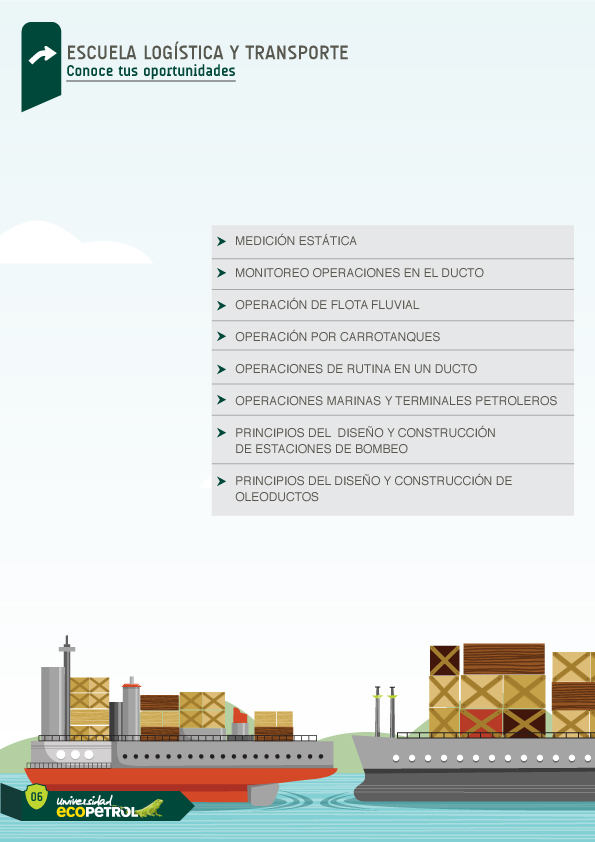 ESCUELA LOGÍSTICA Y TRANSPORTE
Conoce tus oportunidades
MEDICIÓN ESTÁTICA
MONITOREO OPERACIONES EN EL DUCTO
OPERACIÓN DE FLOTA FLUVIAL
OPERACIÓN POR CARROTANQUES
OPERACIONES DE RUTINA EN UN DUCTO
OPERACIONES MARINAS Y TERMINALES PETROLEROS
PRINCIPIOS DEL DISEÑO Y CONSTRUCCIÓN
DE ESTACIONES DE BOMBEO
PRINCIPIOS DEL DISEÑO Y CONSTRUCCIÓN DE
OLEODUCTOS
06
universidad
ECOPETROL